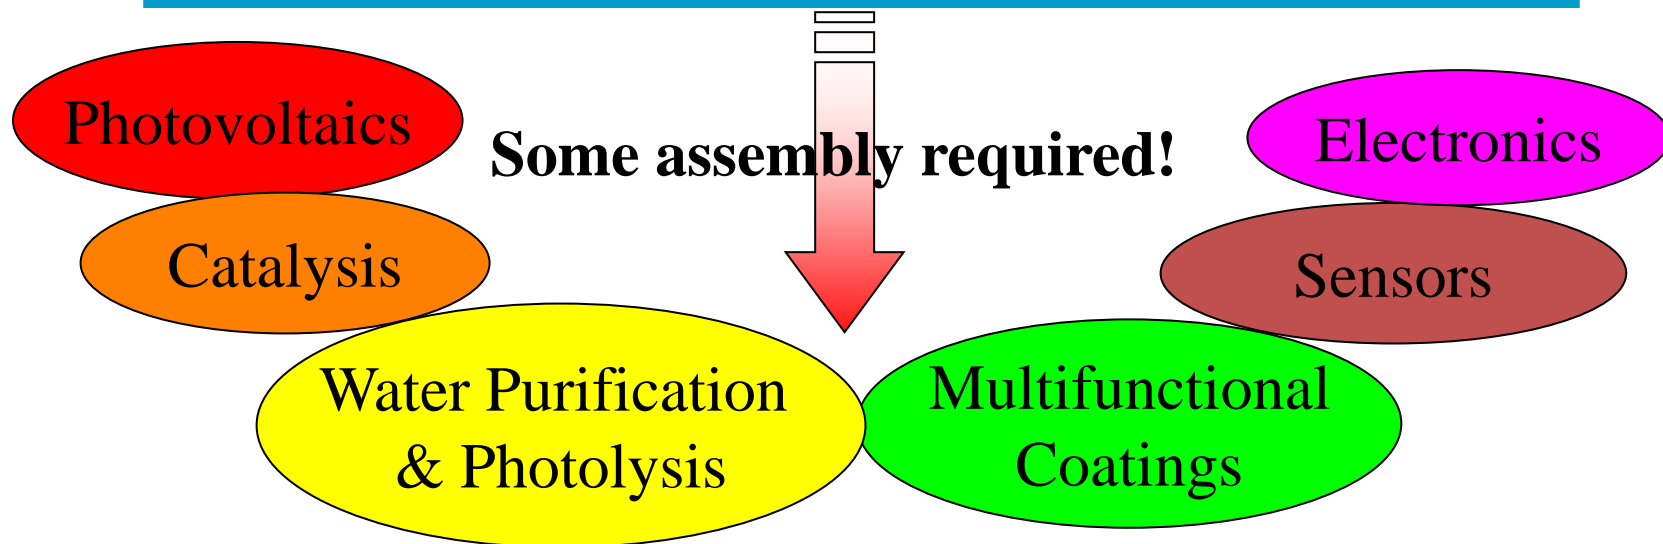 Photovoltaics
Some assembly required!
Electronics
Catalysis
Sensors
Water Purification
& Photolysis
Multifunctional
Coatings